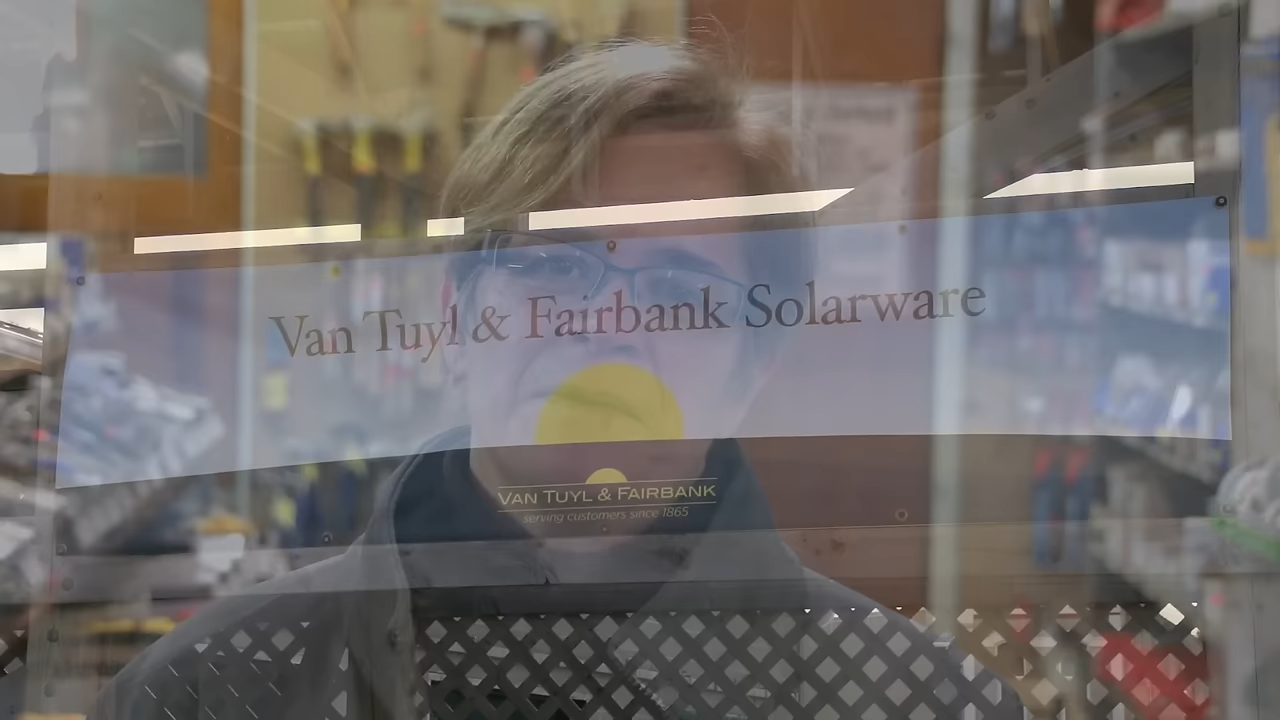 Van Tuyl & Fairbank Solarware
VAN TUYL & FAIRBANK
serving customers since 1865